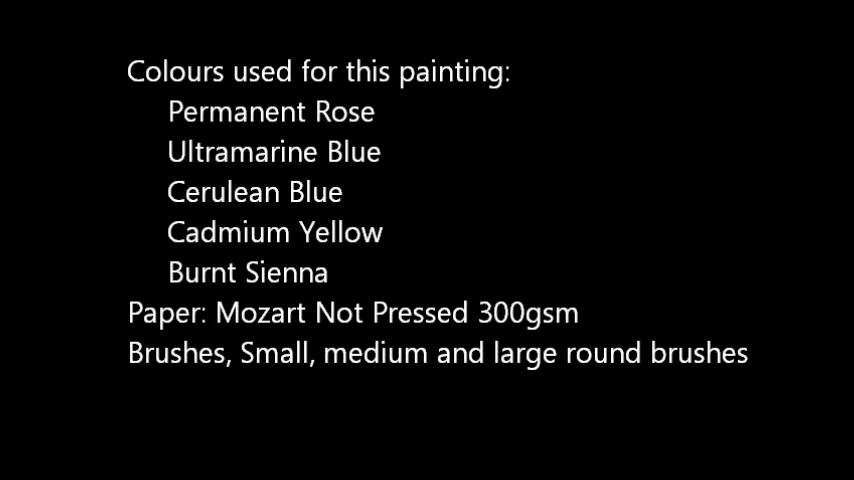 Colours used for this painting:
Permanent Rose
Ultramarine Blue
Cerulean Blue
Cadmium Yellow
Burnt Sienna
Paper: Mozart Not Pressed 300gsm
Brushes, Small, medium and large round brushes